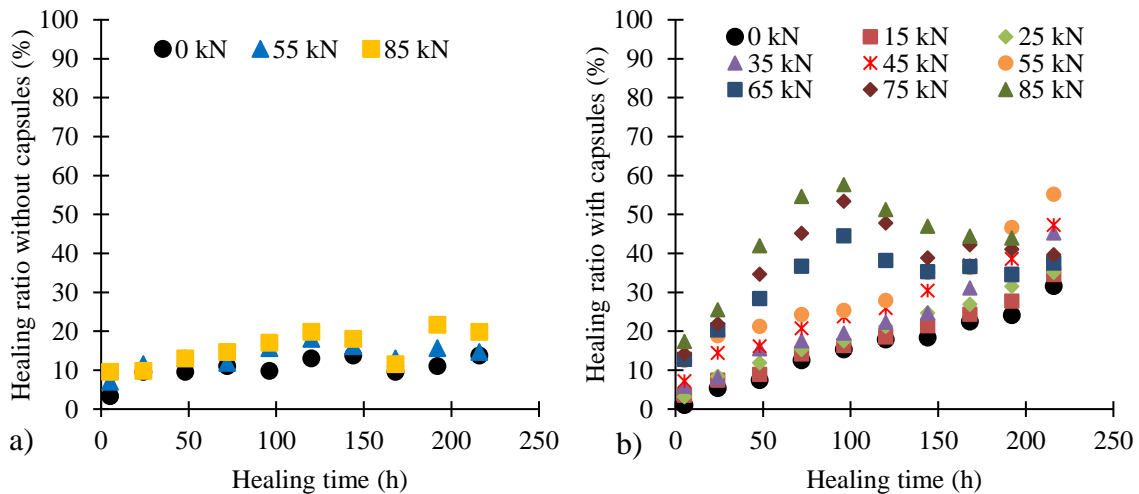 Healing ratio without capsules (%)
100
90
80
70
60
50
40
30
20
10
0
0 kN 55 kN 85 kN
0 50 100 150 200 250
Healing time (h)
a)
Healing ratio with capsules (%)
100
90
80
70
60
50
40
30
20
10
0
0 kN 15 kN 25 kN
35 kN 45 kN 55 kN
65 kN 75 kN 85 kN
0 50 100 150 200 250
Healing time (h)
b)